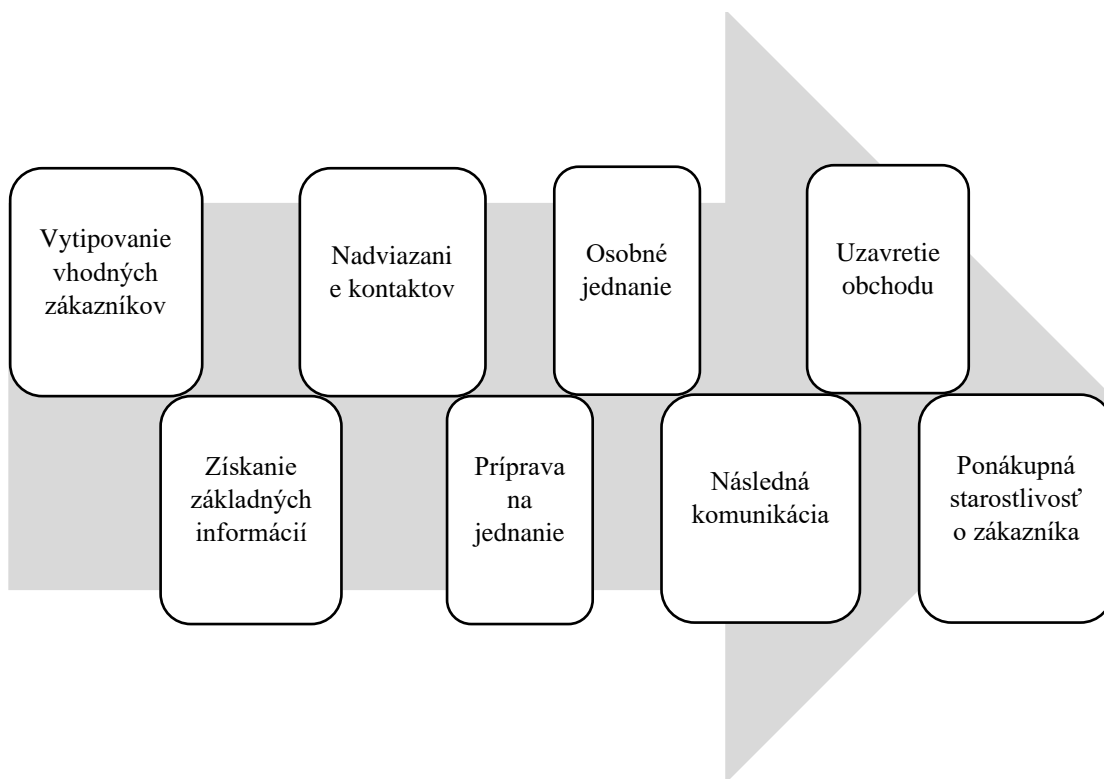 Vytipovanie
vhodných
zákazníkov
Získanie
základných
informácií
Nadviazani
e kontaktov
Príprava
na
jednanie
Osobné
jednanie
Následná
komunikácia
Uzavretie
obchodu
Ponákupná
starostlivosť
o zákazníka